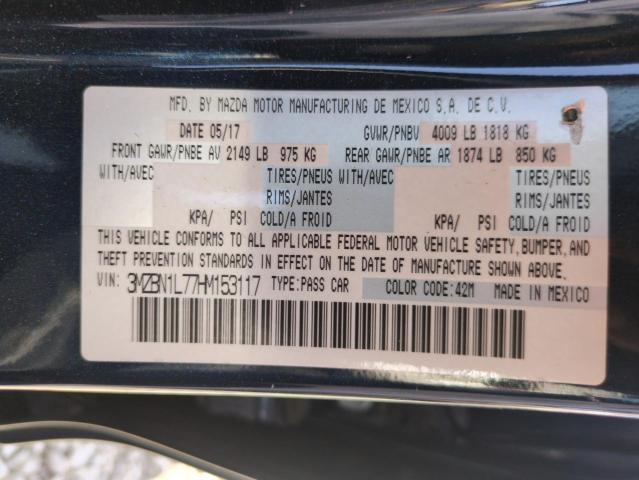 MFD. BY MAZDA MOTOR MANUFACTURING DE MEXICO S.A. DE C.V.
DATE 05/17 GVWR/PNBV 4009 LB 1818 KG
FRONT GAWR/PNBE AV 2149 LB 975 KG REAR GAWR/PNBE AR 1874 LB 850 KG
WITH/AVEC TIRES/PNEUS WITH/AVEC TIRES/PNEUS
RIMS/JANTES RIMS/JANTES
KPA/ PSI COLD/A FROID KPA/ PSI COLD/A FROID
THIS VEHICLE CONFORMS TO ALL APPLICABLE FEDERAL MOTOR VEHICLE SAFETY, BUMPER, AND
THEFT PREVENTION STANDARDS IN EFFECT ON THE DATE OF MANUFACTURE SHOWN ABOVE.
VIN: 3MZBN1L77HM153117 TYPE:PASS CAR COLOR CODE:42M MADE IN MEXICO